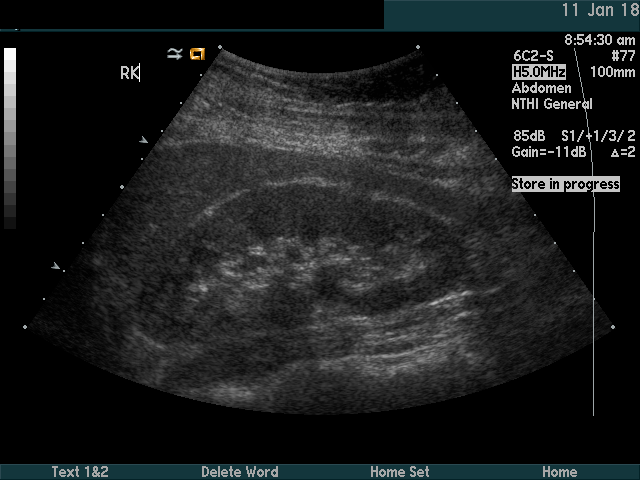 11 Jan 18
8:54:30 am
6C2-S #77
H5.0MHz 100mm
Abdomen
NTHI General
85dB S1/+1/3/2
Gain=-11dB Δ=2
Store in progress
RK
Text 1&2 Delete Word Home Set Home